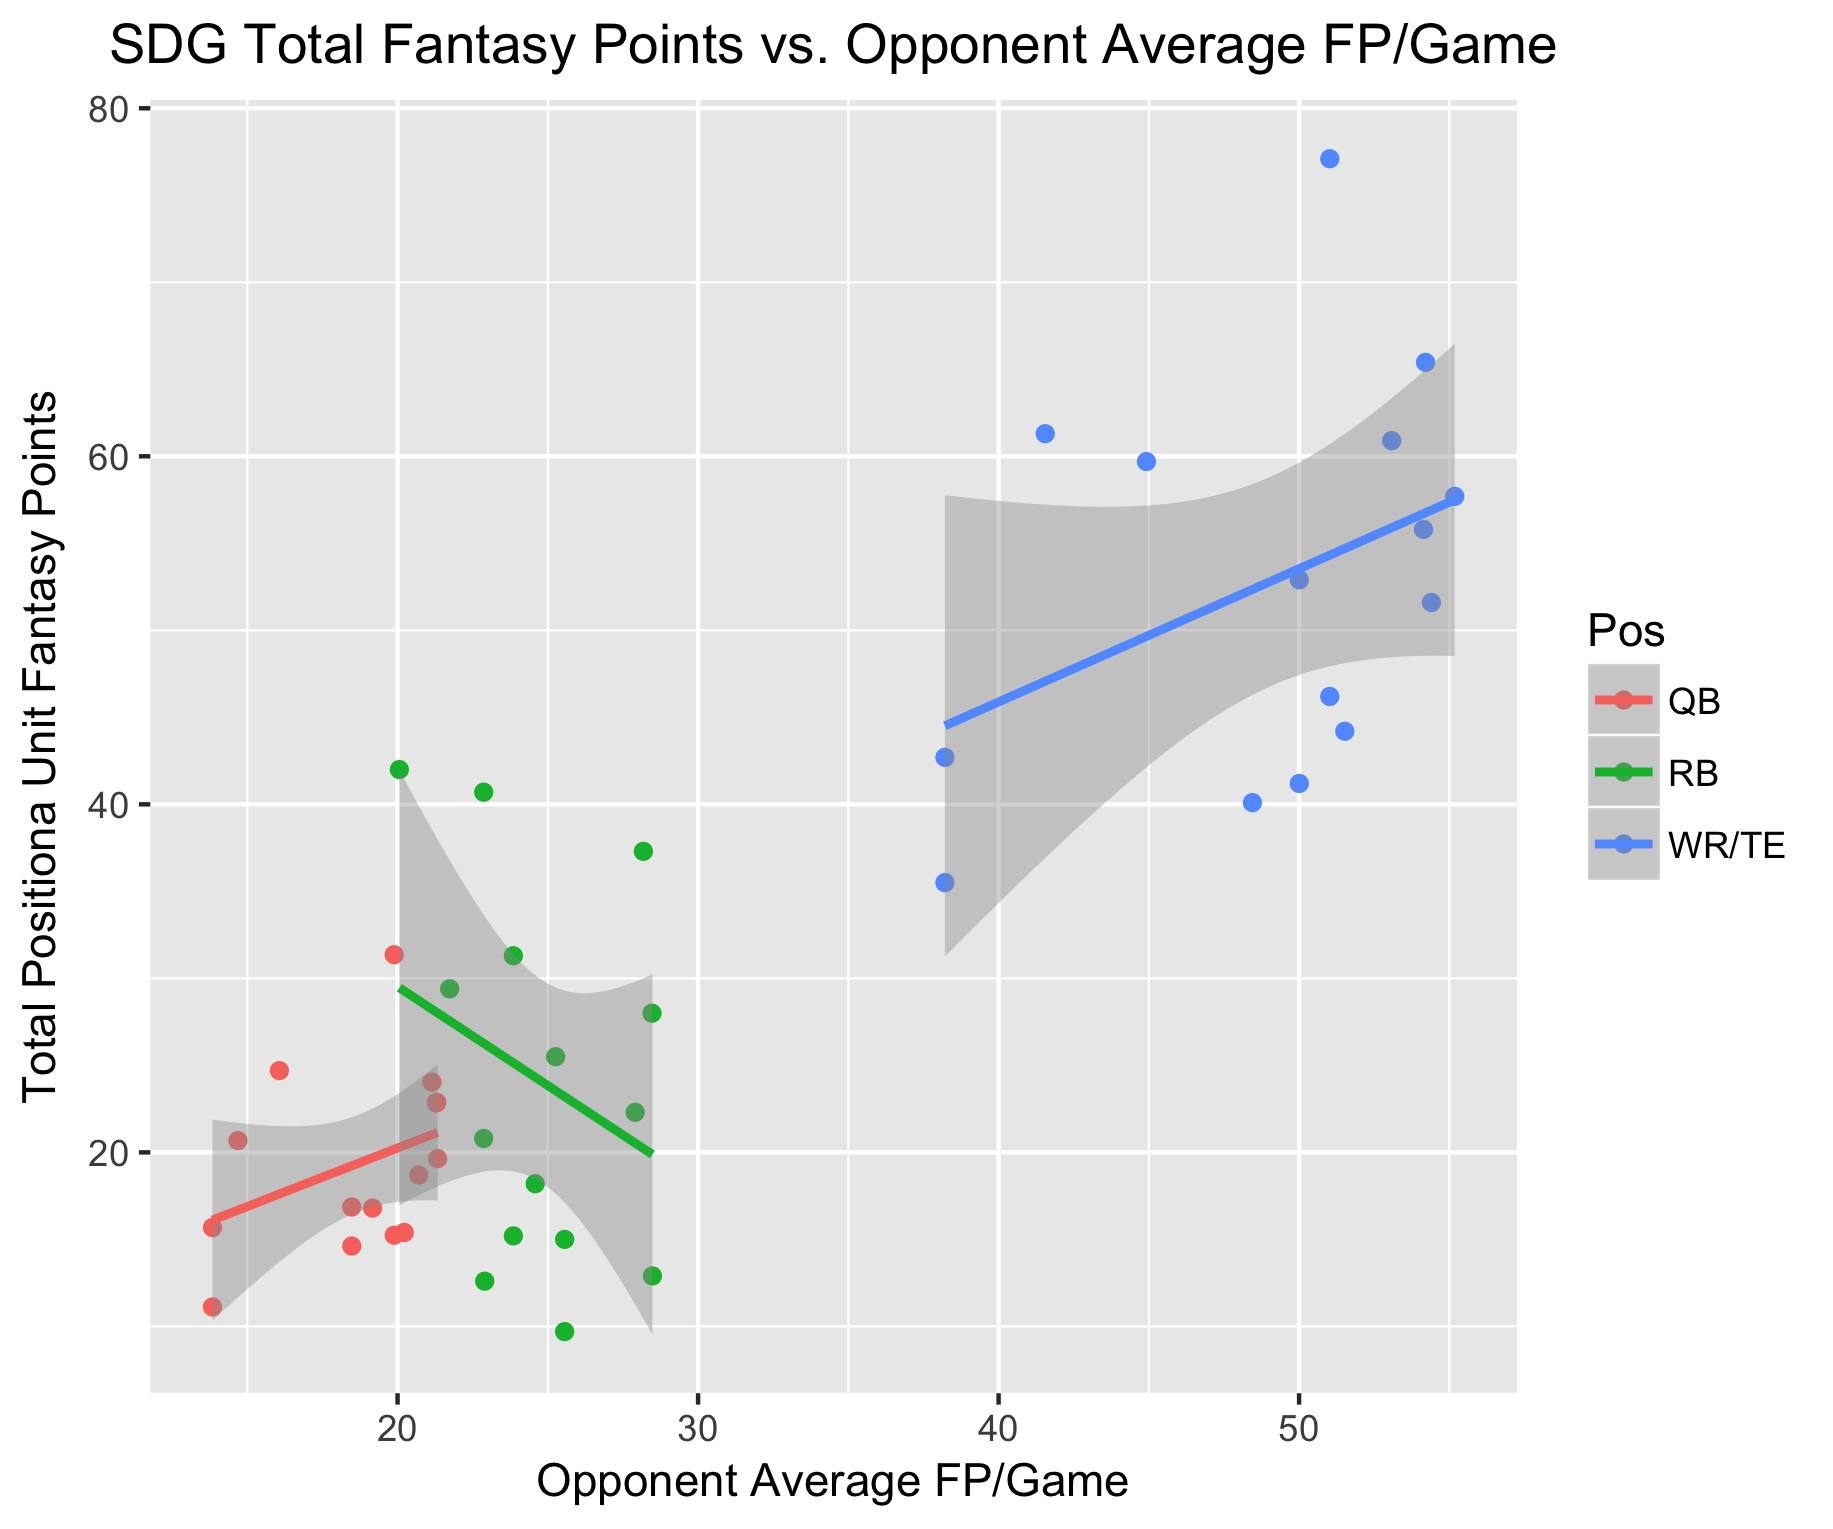 SDG Total Fantasy Points vs. Opponent Average FP/Game
Total Positiona Unit Fantasy Points
80
60
40
20
20
30
40
50
Opponent Average FP/Game
Pos
QB
RB
WR/TE